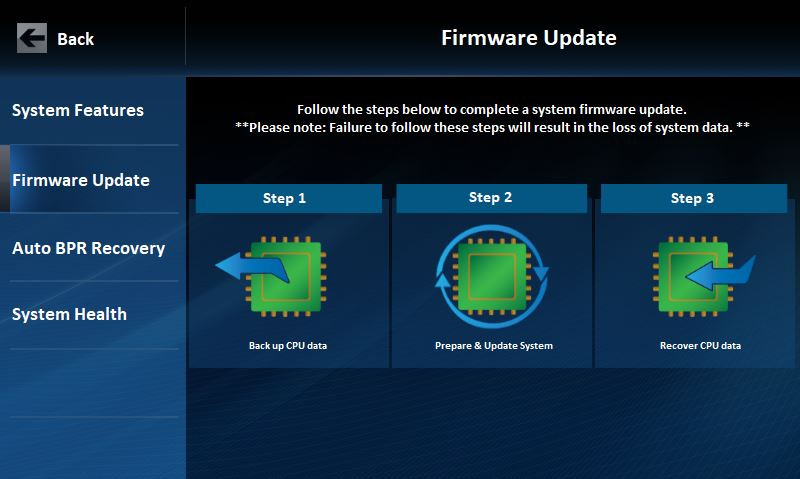 Back
Firmware Update
System Features
Firmware Update
Auto BPR Recovery
System Health
Follow the steps below to complete a system firmware update.
**Please note: Failure to follow these steps will result in the loss of system data. **
Step 1
Step 2
Step 3
Back up CPU data
Prepare & Update System
Recover CPU data